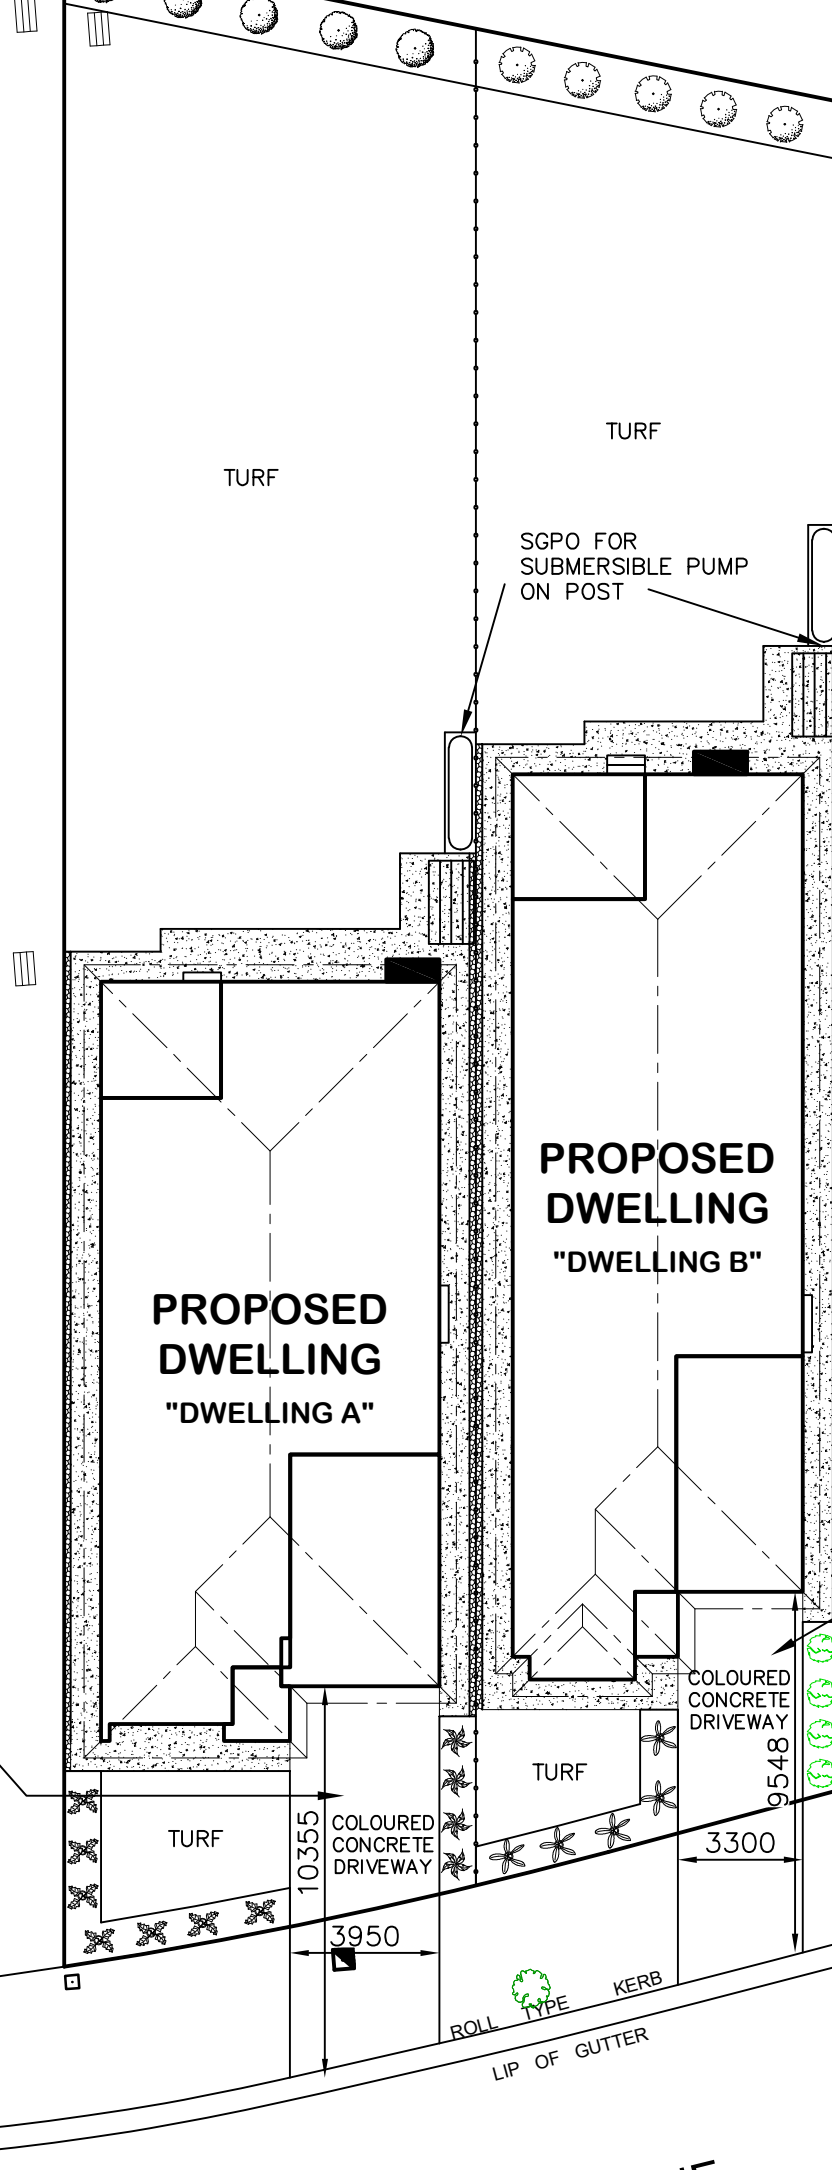 TURF
TURF
SGPO FOR
SUBMERSIBLE PUMP
ON POST
PROPOSED
DWELLING
"DWELLING B"
PROPOSED
DWELLING
"DWELLING A"
COLOURED
CONCRETE
DRIVEWAY
9548
TURF
3300
TURF
10355
COLOURED
CONCRETE
DRIVEWAY
3950
ROLL TYPE KERB
LIP OF GUTTER